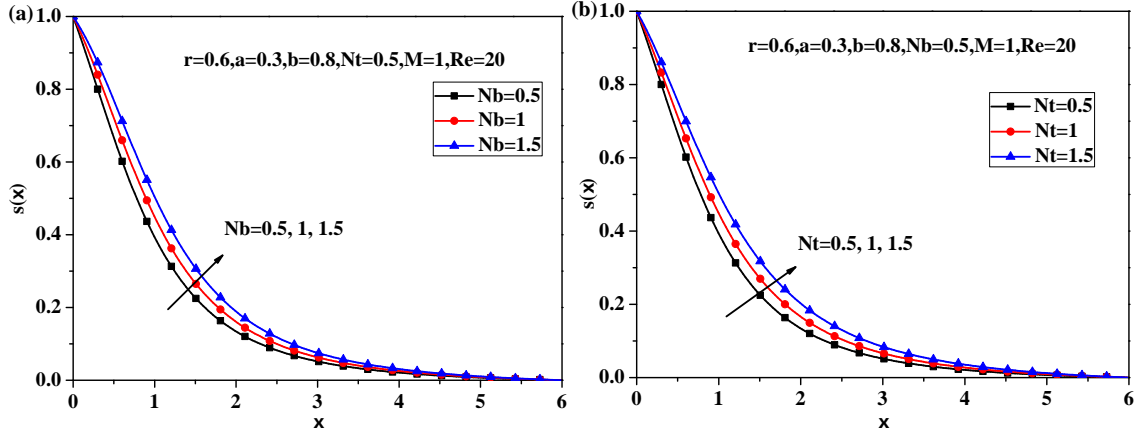 (a)
1.0
0.8
0.6
0.4
0.2
0.0
s(x)
r=0.6,a=0.3,b=0.8,Nt=0.5,M=1,Re=20
Nb=0.5
Nb=1
Nb=1.5
Nb=0.5, 1, 1.5
0 1 2 3 4 5 6
x
(b)
1.0
0.8
0.6
0.4
0.2
0.0
s(x)
r=0.6,a=0.3,b=0.8,Nb=0.5,M=1,Re=20
Nt=0.5
Nt=1
Nt=1.5
Nt=0.5, 1, 1.5
0 1 2 3 4 5 6
x